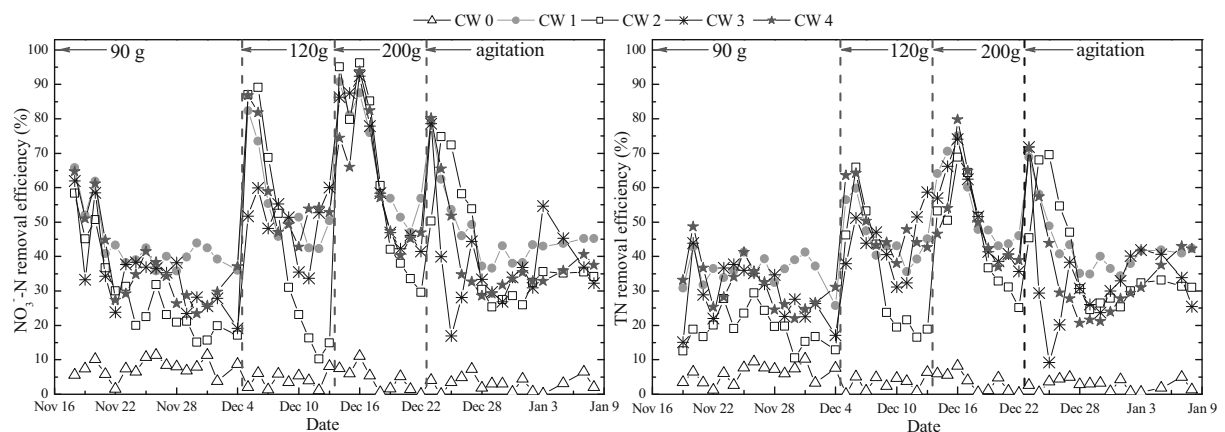 CW 0 CW 1 CW 2 CW 3 CW 4
90 g 120g 200g agitation
100
90
80
70
60
50
40
30
20
10
0
NO3⁻-N removal efficiency (%)
Nov 16 Nov 22 Nov 28 Dec 4 Dec 10 Dec 16 Dec 22 Dec 28 Jan 3 Jan 9
Date
90 g 120g 200g agitation
100
90
80
70
60
50
40
30
20
10
0
TN removal efficiency (%)
Nov 16 Nov 22 Nov 28 Dec 4 Dec 10 Dec 16 Dec 22 Dec 28 Jan 3 Jan 9
Date